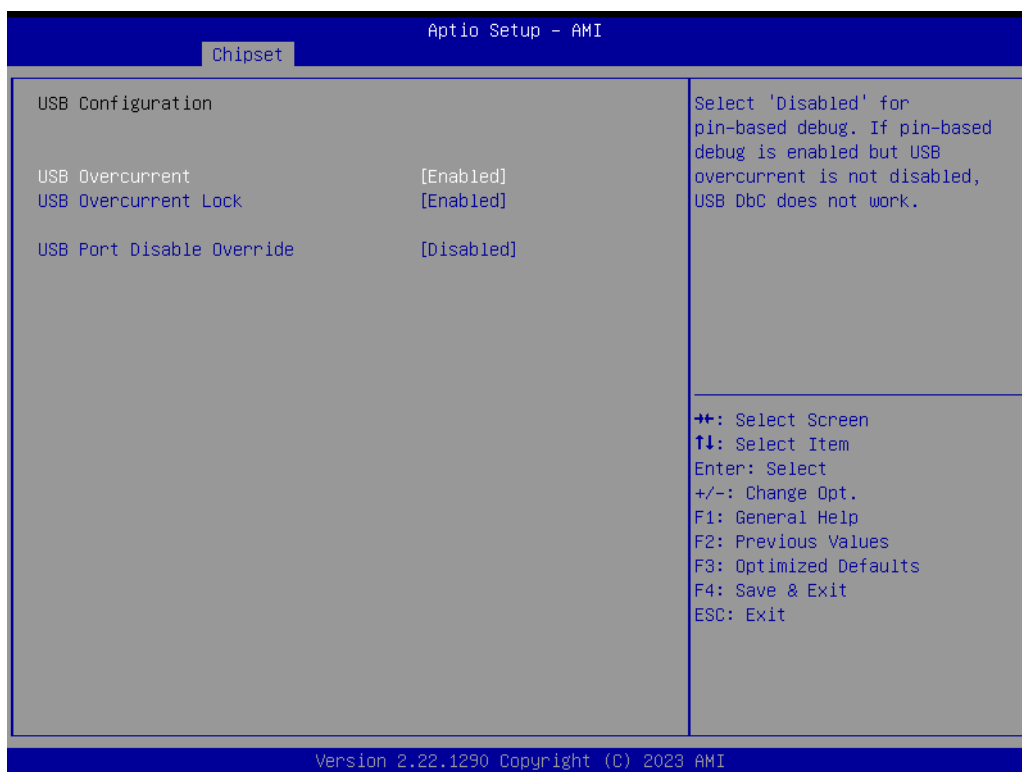 Aptio Setup - AMI
Chipset
USB Configuration
USB Overcurrent [Enabled]
USB Overcurrent Lock [Enabled]
USB Port Disable Override [Disabled]
Select 'Disabled' for
pin-based debug. If pin-based
debug is enabled but USB
overcurrent is not disabled,
USB DbC does not work.
→←: Select Screen
↑↓: Select Item
Enter: Select
+/-: Change Opt.
F1: General Help
F2: Previous Values
F3: Optimized Defaults
F4: Save & Exit
ESC: Exit
Version 2.22.1290 Copyright (C) 2023 AMI